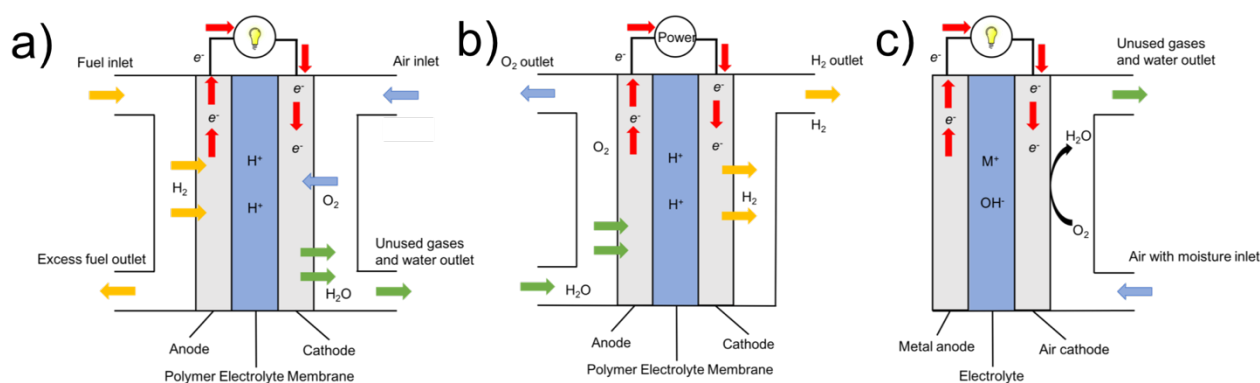 a)
e-
Fuel inlet
Air inlet
e-
e-
e-
H+
H2
H+
O2
Excess fuel outlet
Unused gases
and water outlet
H2O
Anode
Cathode
Polymer Electrolyte Membrane
b)
Power
e-
O2 outlet
H2 outlet
e-
e-
H2
O2
e-
H+
H2
H+
H2O
Anode
Cathode
Polymer Electrolyte Membrane
c)
Unused gases
and water outlet
e-
e-
e-
H2O
e-
M+
OH-
O2
Air with moisture inlet
Metal anode
Air cathode
Electrolyte